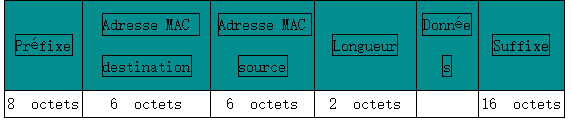 Préfixe Adresse MAC destination Adresse MAC source Longueur Données Suffixe
8 octets 6 octets 6 octets 2 octets 16 octets